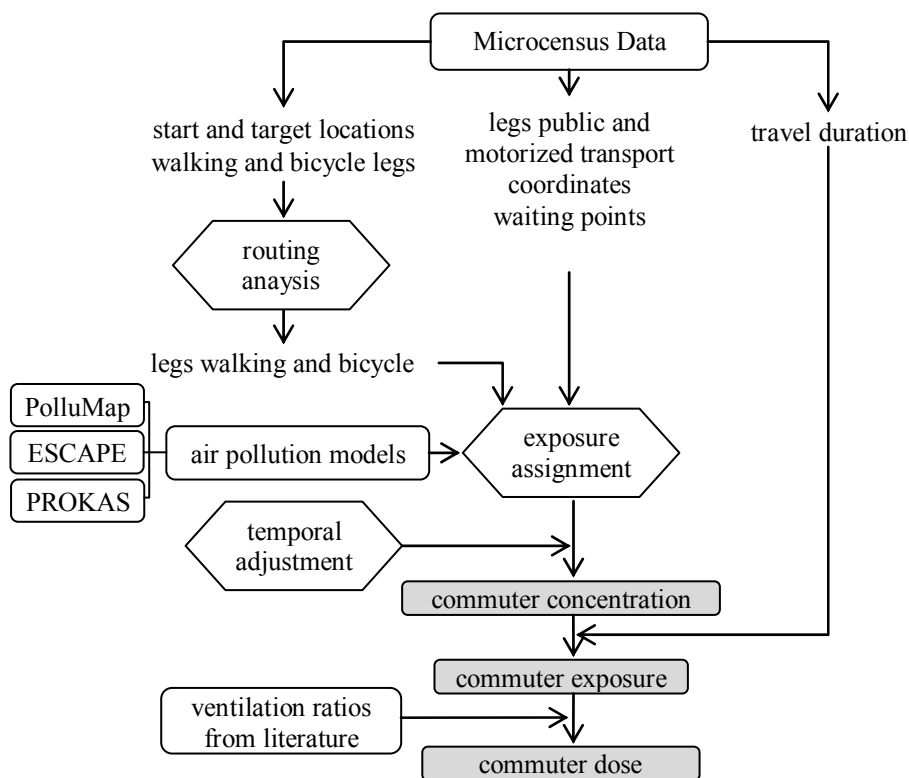 Microcensus Data
start and target locations
walking and bicycle legs
legs public and
motorized transport
coordinates
waiting points
travel duration
routing
anaysis
legs walking and bicycle
PolluMap
ESCAPE
PROKAS
air pollution models
exposure
assignment
temporal
adjustment
commuter concentration
commuter exposure
ventilation ratios
from literature
commuter dose